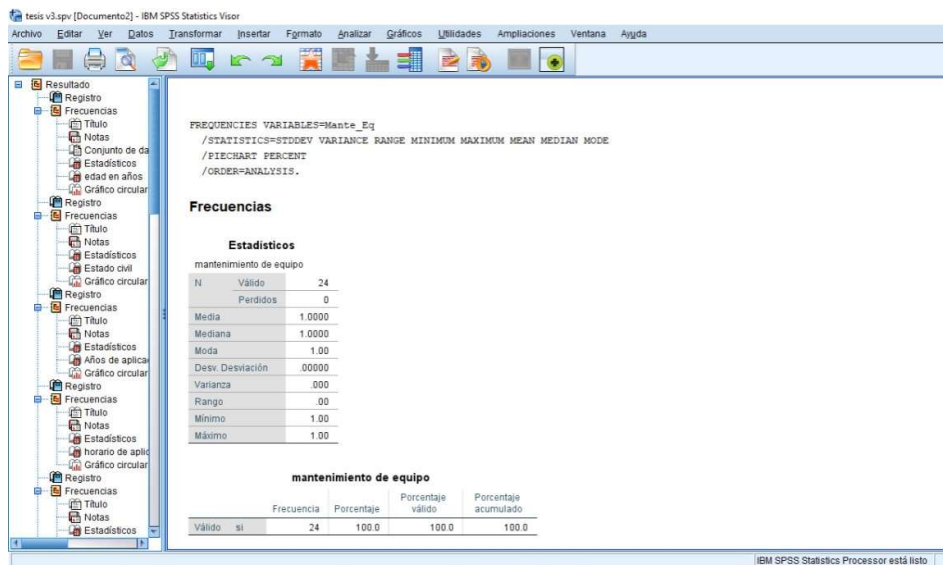 tesis v3.spv [Documento2] - IBM SPSS Statistics Visor
Archivo Editar Ver Datos Transformar Insertar Formato Analizar Gráficos Utilidades Ampliaciones Ventana Ayuda
Resultado
Registro
Frecuencias
Título
Notas
Conjunto de da
Estadísticos
edad en años
Gráfico circular
Registro
Frecuencias
Título
Notas
Estadísticos
Estado civil
Gráfico circular
Registro
Frecuencias
Título
Notas
Estadísticos
Años de aplica
Gráfico circular
Registro
Frecuencias
Título
Notas
Estadísticos
horario de aplic
Gráfico circular
Registro
Frecuencias
Título
Notas
Estadísticos
FREQUENCIES VARIABLES=Mante_Eq
/STATISTICS=STDDEV VARIANCE RANGE MINIMUM MAXIMUM MEAN MEDIAN MODE
/PIECHART PERCENT
/ORDER=ANALYSIS.
Frecuencias
Estadísticos
mantenimiento de equipo
N Válido 24
Perdidos 0
Media 1.0000
Mediana 1.0000
Moda 1.00
Desv. Desviación .00000
Varianza .000
Rango .00
Mínimo 1.00
Máximo 1.00
mantenimiento de equipo
Frecuencia Porcentaje Porcentaje válido Porcentaje acumulado
Válido si 24 100.0 100.0 100.0
IBM SPSS Statistics Processor está listo